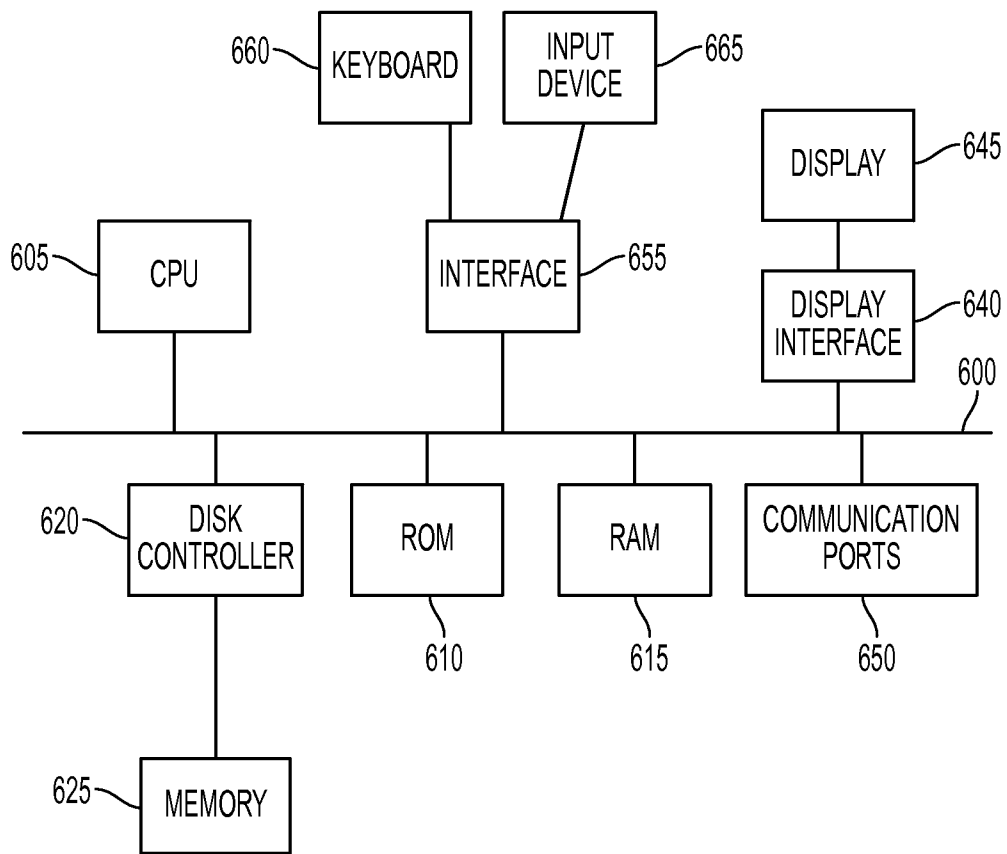 660
KEYBOARD
INPUT
DEVICE
665
DISPLAY
645
605
CPU
INTERFACE
655
DISPLAY
INTERFACE
640
600
620
DISK
CONTROLLER
ROM
RAM
COMMUNICATION
PORTS
610
615
650
625
MEMORY